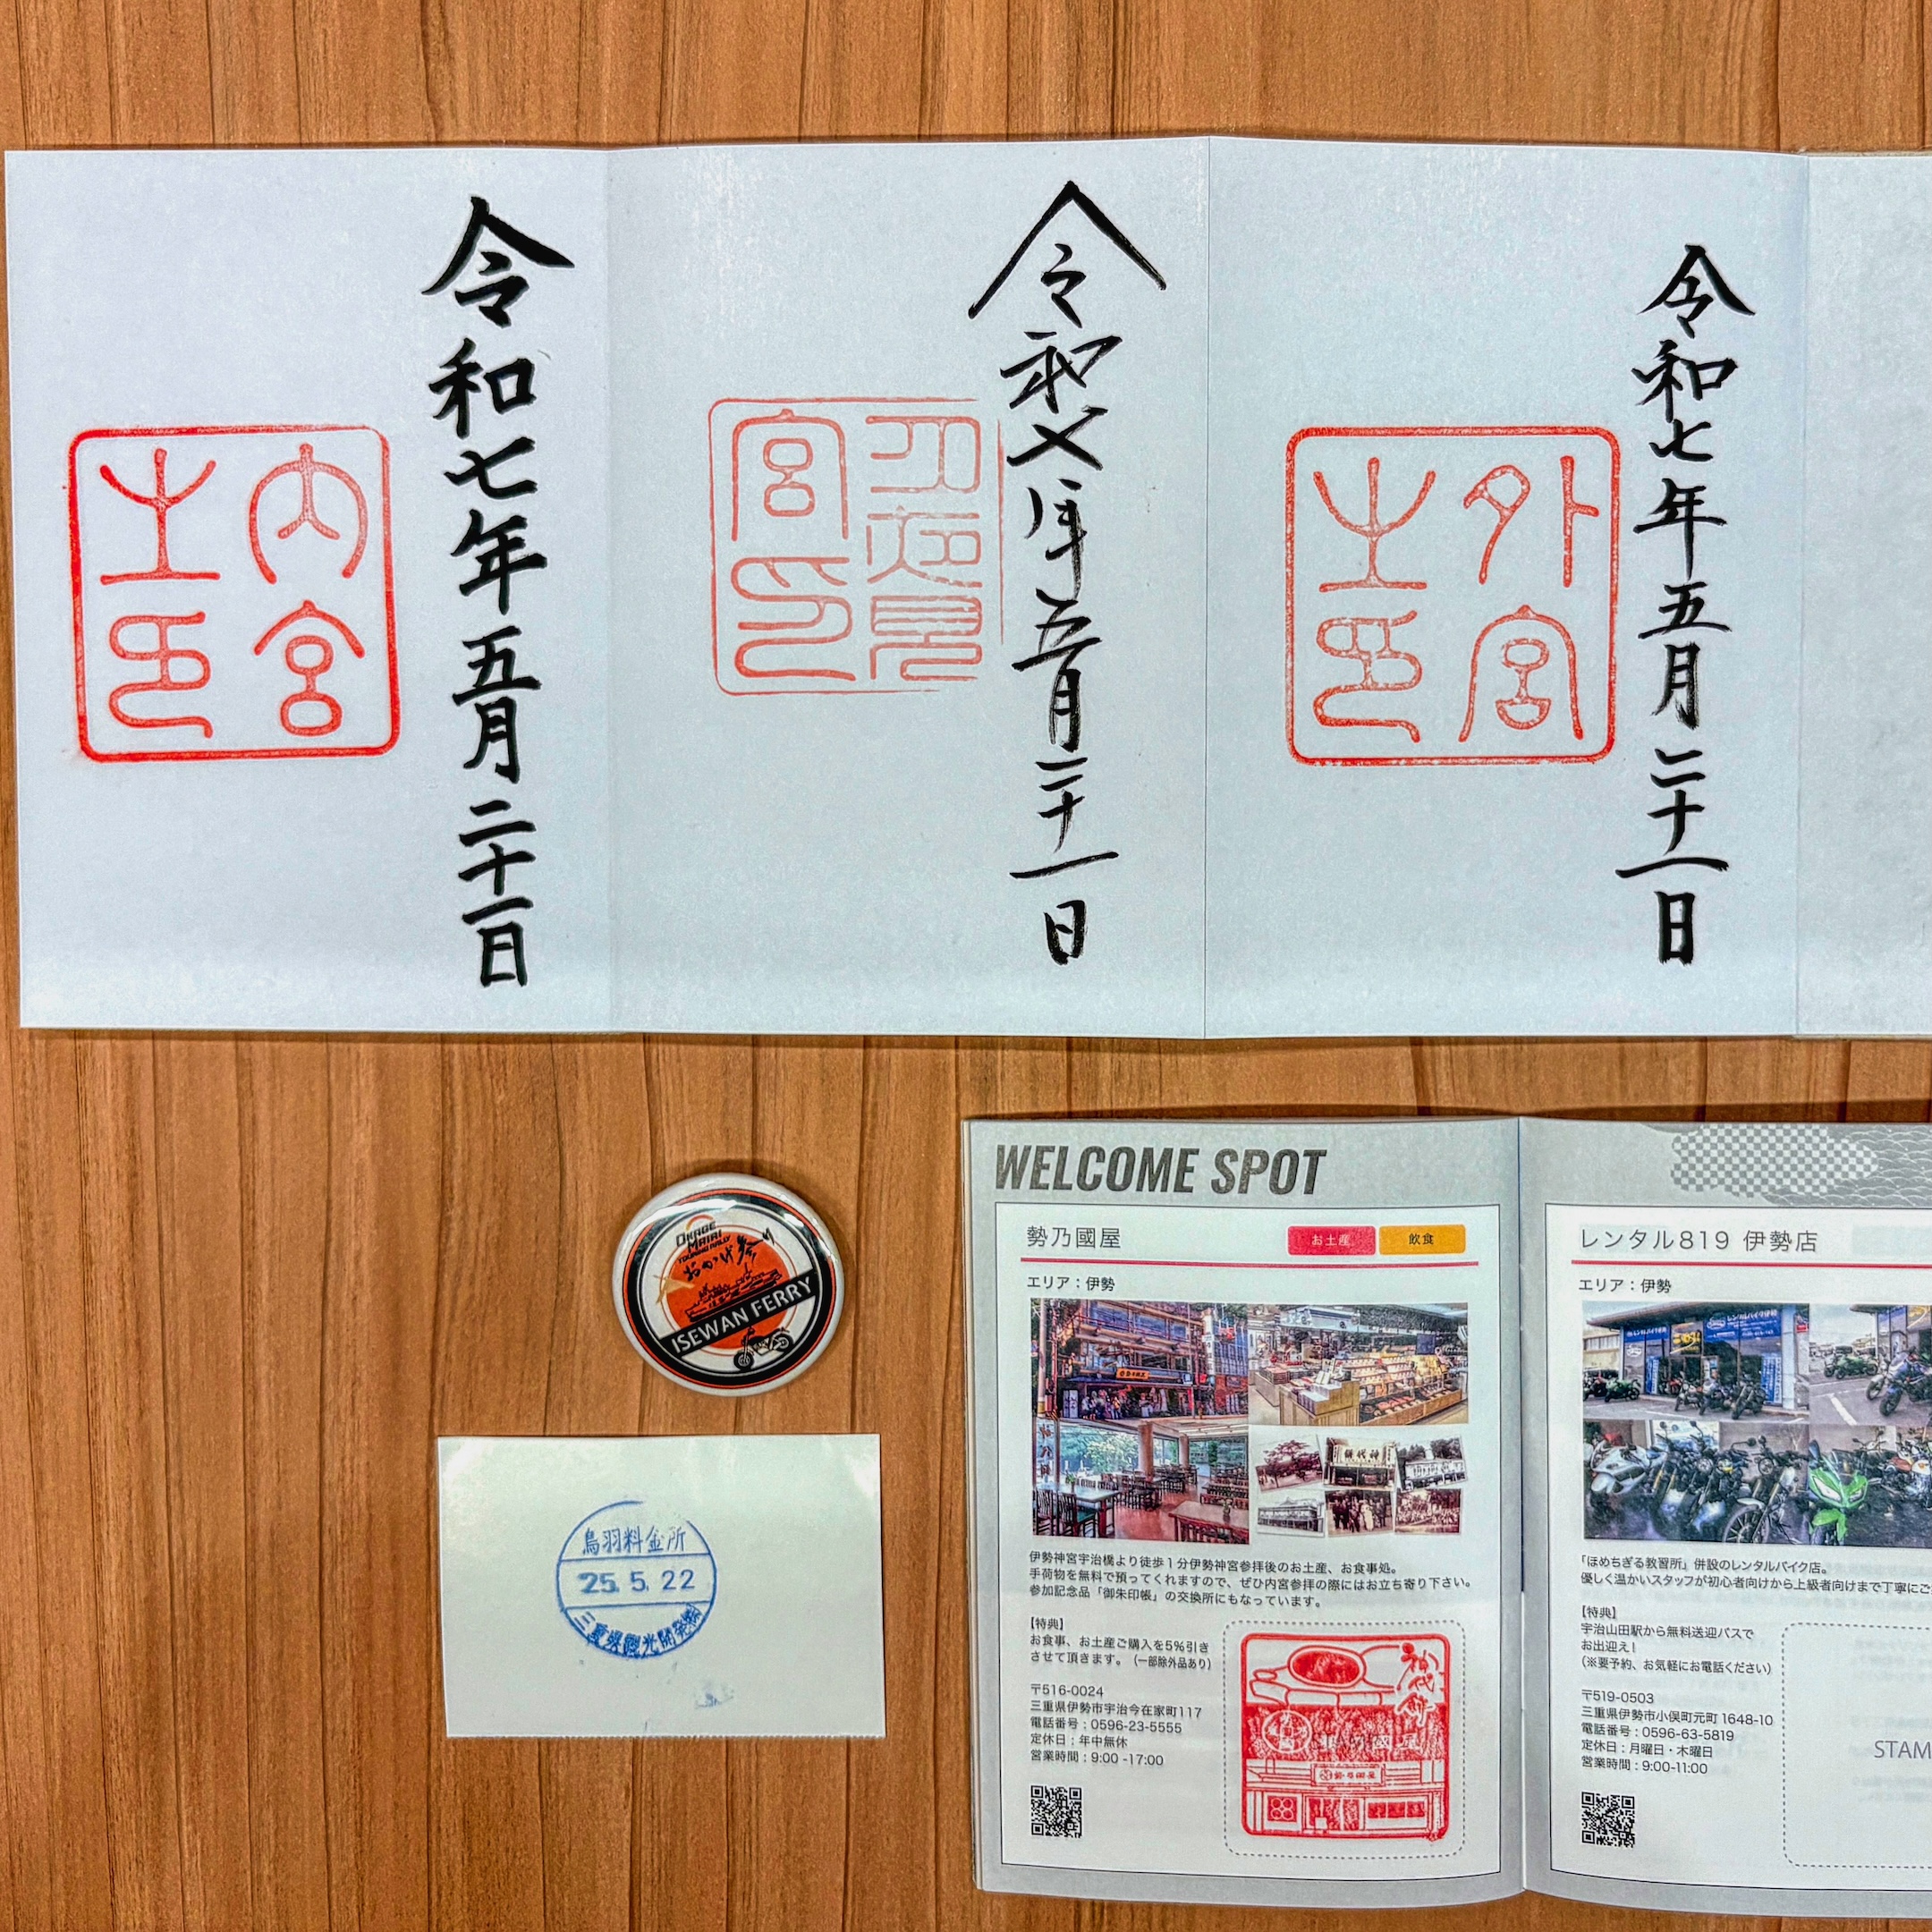 令和七年五月二十一日
内宮
之印
令和七年五月二十一日
月夜見
宮印
令和七年五月二十一日
外宮
之印
OKAGE
MAIRI
TOURING RALLY
おかげ参り
ISEWAN FERRY
鳥羽料金所
25.5.22
三重県観光開発㈱
WELCOME SPOT
勢乃國屋
お土産
飲食
エリア：伊勢
伊勢神宮宇治橋より徒歩1分伊勢神宮参拝後のお土産、お食事処。
手荷物を無料で預ってくれますので、ぜひ内宮参拝の際にはお立ち寄り下さい。
参加記念品「御朱印帳」の交換所にもなっています。
【特典】
お食事、お土産ご購入を5％引き
させて頂きます。（一部除外品あり）
〒516-0024
三重県伊勢市宇治今在家町117
電話番号：0596-23-5555
定休日：年中無休
営業時間：9:00 -17:00
神代餅
勢乃國屋
レンタル819 伊勢店
エリア：伊勢
「ほめちぎる教習所」併設のレンタルバイク店。
優しく温かいスタッフが初心者向けから上級者向けまで丁寧にご
【特典】
宇治山田駅から無料送迎バスで
お出迎え！
（※要予約、お気軽にお電話ください）
〒519-0503
三重県伊勢市小俣町元町 1648-10
電話番号：0596-63-5819
定休日：月曜日・木曜日
営業時間：9:00-11:00
STAM